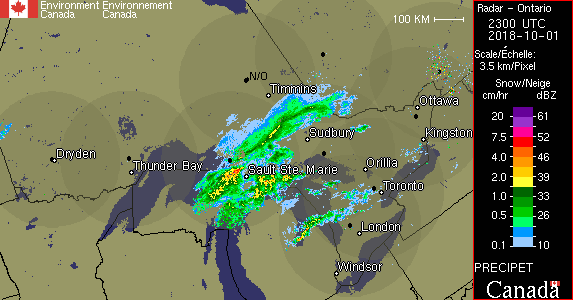 Environment Environnement
Canada Canada
100 KM
N/O
Timmins
Ottawa
Sudbury
Kingston
Dryden
Thunder Bay
Sault Ste. Marie
Orillia
Toronto
London
Windsor
Radar - Ontario
2300 UTC
2018-10-01
Scale/Échelle:
3.5 km/Pixel
Snow/Neige
cm/hr dBZ
20 61
7.5 57
5.5 52
4.0 46
2.0 39
1.0 33
0.5 26
0.1 10
PRECIPET
Canada